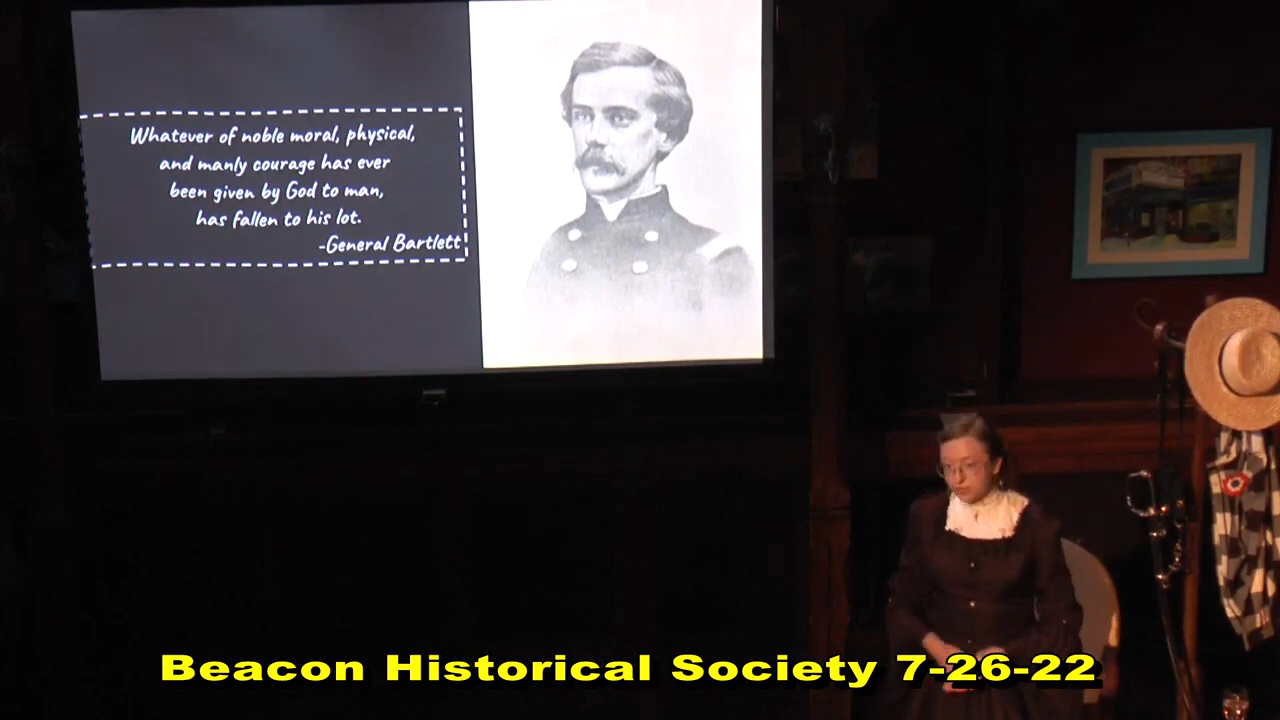 Whatever of noble moral, physical,
and manly courage has ever
been given by God to man,
has fallen to his lot.
-General Bartlett
Beacon Historical Society 7-26-22